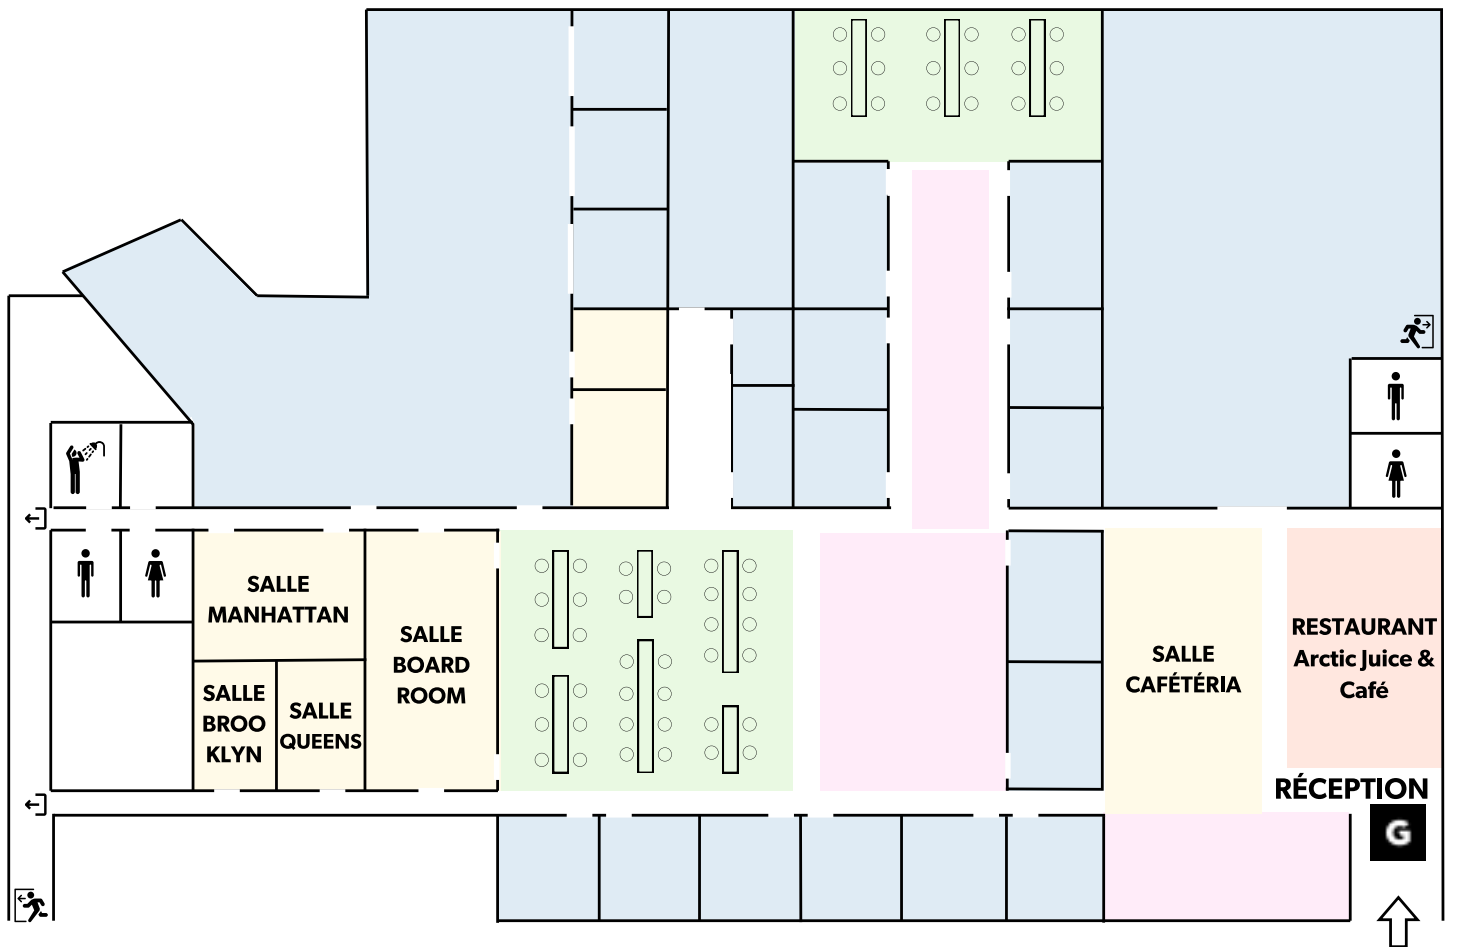 SALLE
MANHATTAN
SALLE
BOARD
ROOM
SALLE
BROO
KLYN
SALLE
QUEENS
SALLE
CAFÉTÉRIA
RESTAURANT
Arctic Juice &
Café
RÉCEPTION
G